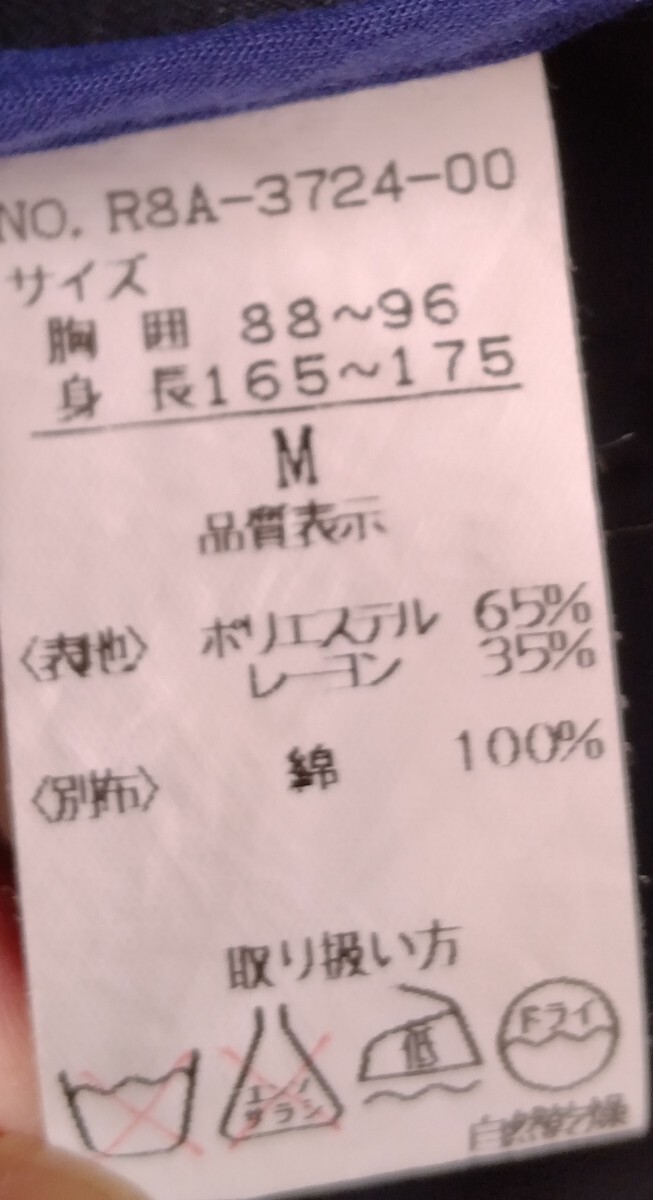 NO. R8A-3724-00
サイズ
胸 囲 88~96
身 長165~175
M
品質表示
〈表地〉 ポリエステル 65%
レーヨン 35%
〈別布〉 綿 100%
取り扱い方
エンソ
サラシ
低
ドライ
自然乾燥